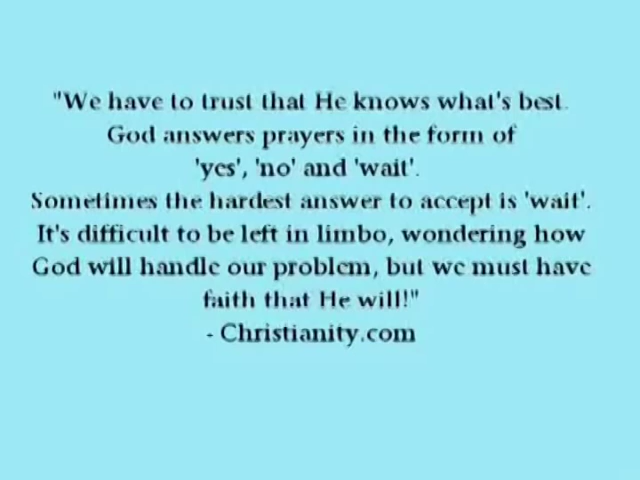 "We have to trust that He knows what's best.
God answers prayers in the form of
'yes', 'no' and 'wait'.
Sometimes the hardest answer to accept is 'wait'.
It's difficult to be left in limbo, wondering how
God will handle our problem, but we must have
faith that He will!"
- Christianity.com